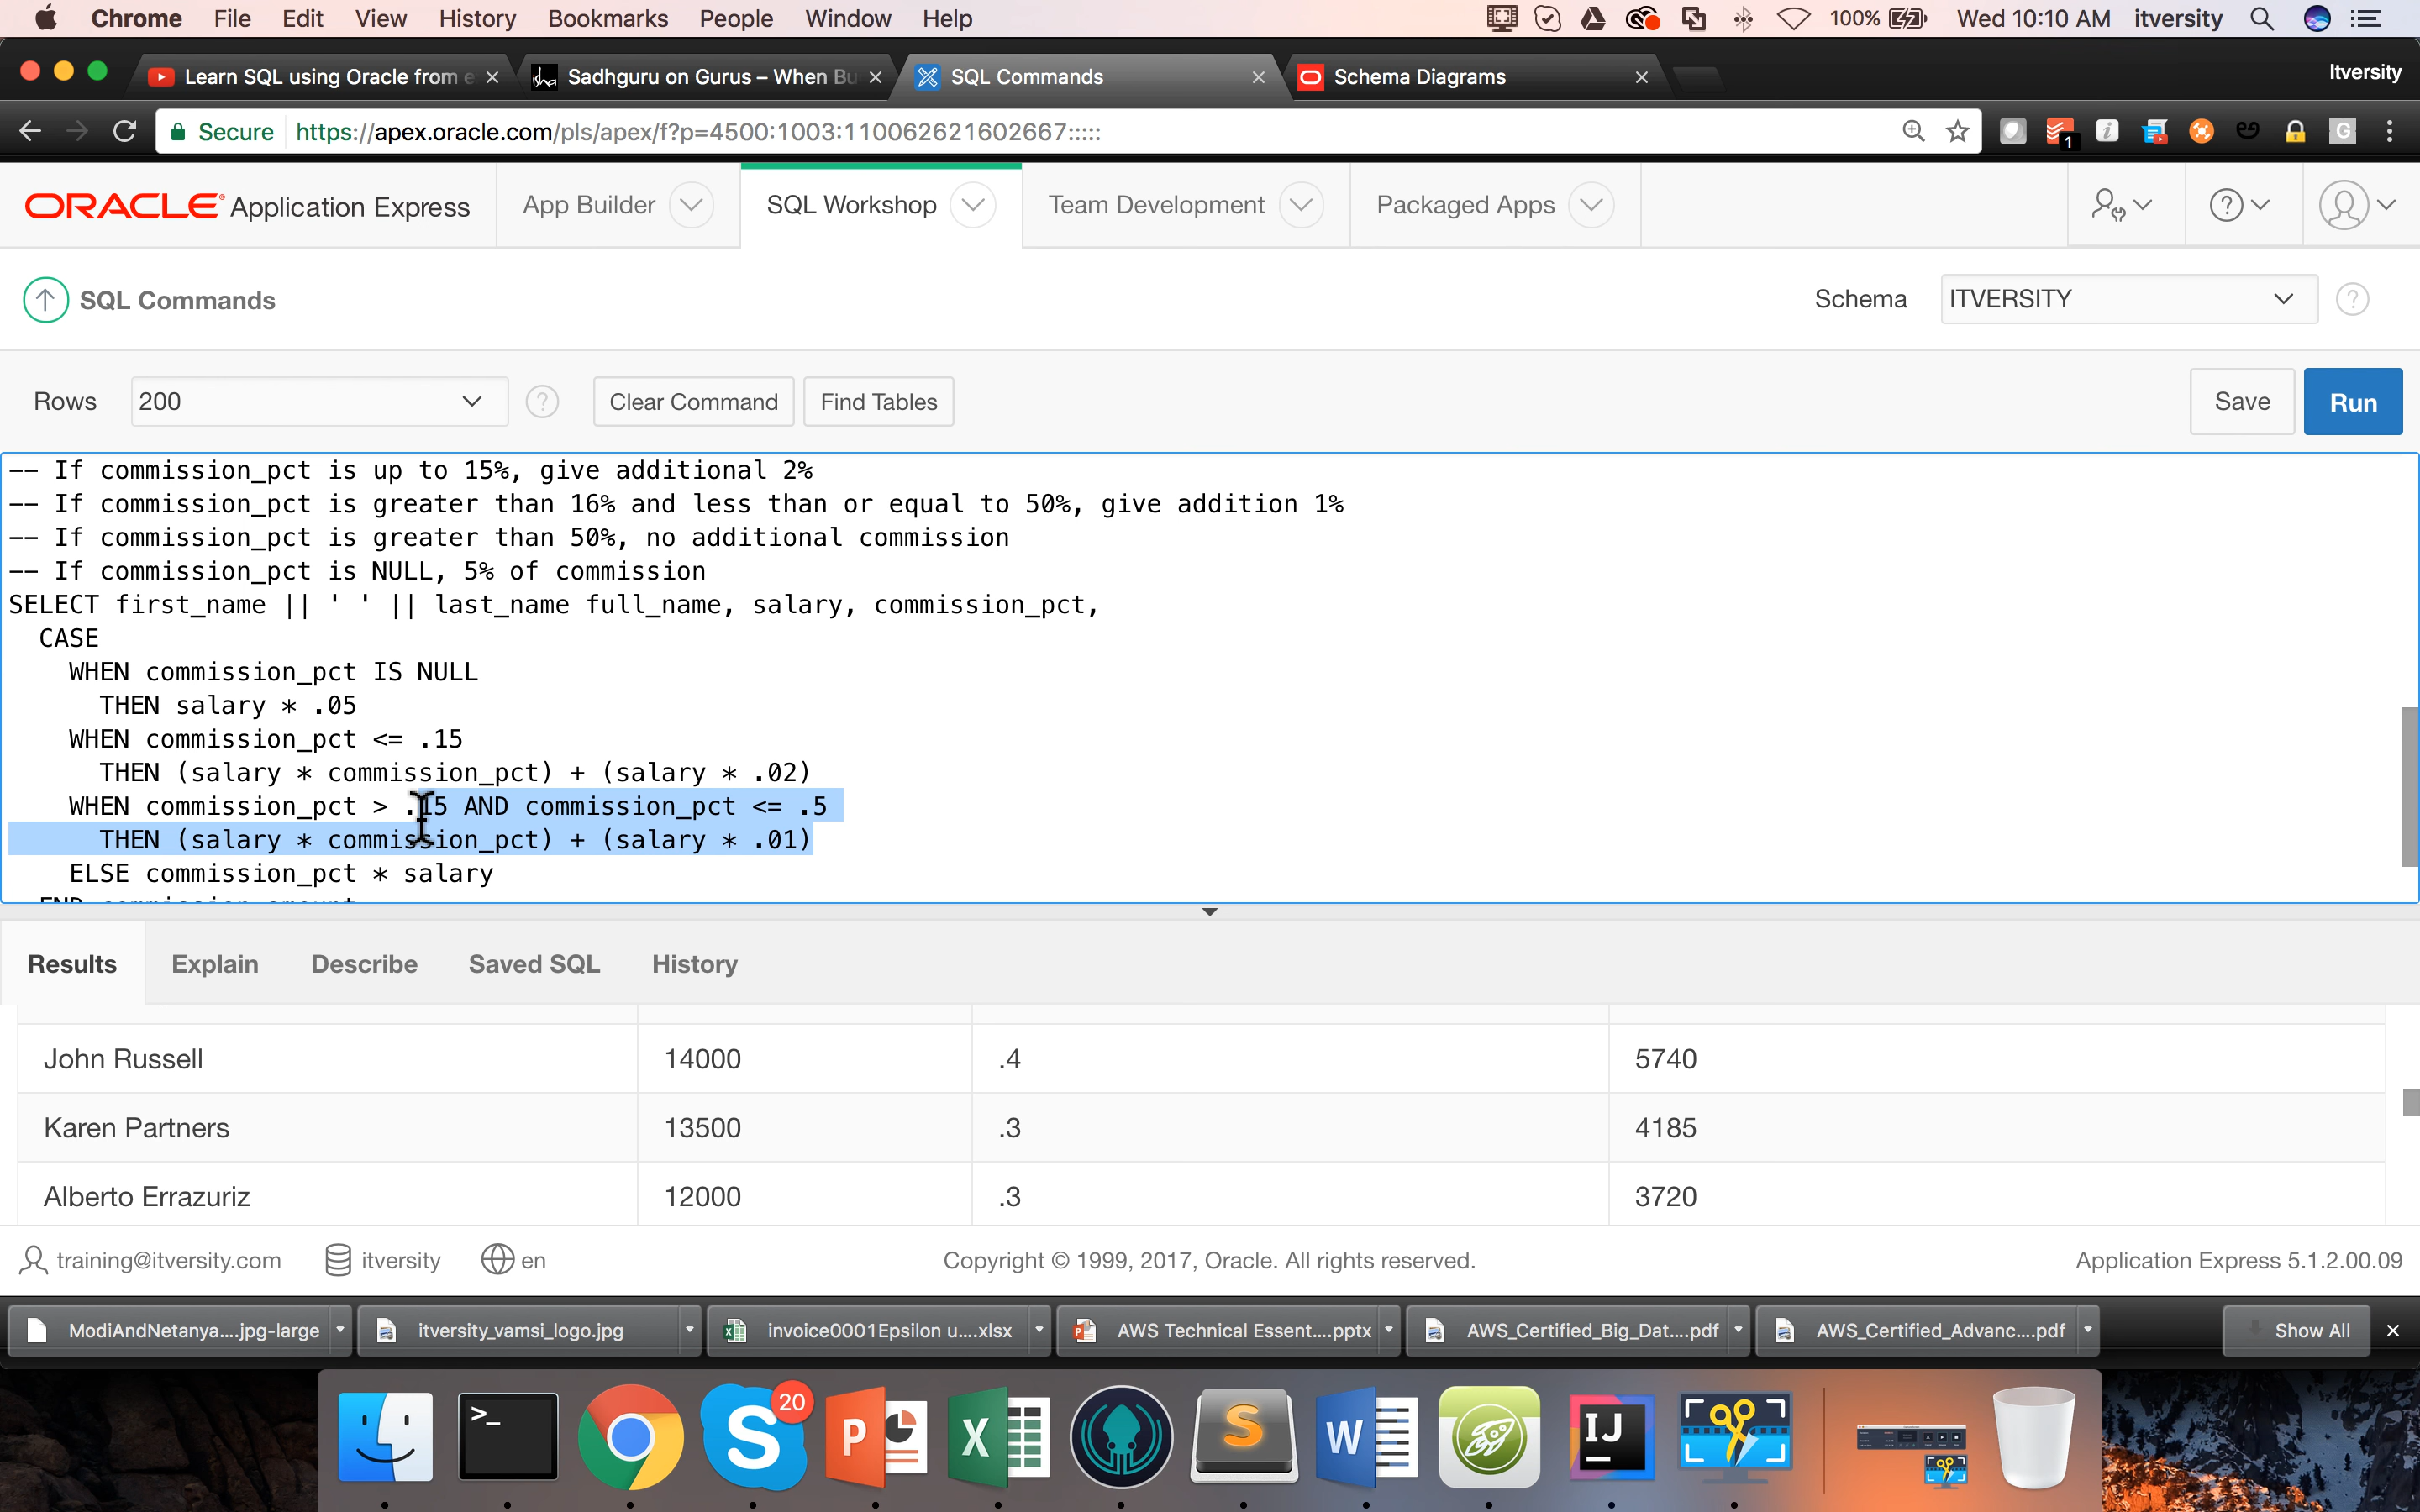 Chrome File Edit View History Bookmarks People Window Help 100% Wed 10:10 AM itversity
Learn SQL using Oracle from e Sadhguru on Gurus – When Bu SQL Commands Schema Diagrams Itversity
Secure https://apex.oracle.com/pls/apex/f?p=4500:1003:110062621602667::::: 1 G
ORACLE Application Express App Builder SQL Workshop Team Development Packaged Apps
SQL Commands Schema ITVERSITY
Rows 200 Clear Command Find Tables Save Run
-- If commission_pct is up to 15%, give additional 2%
-- If commission_pct is greater than 16% and less than or equal to 50%, give addition 1%
-- If commission_pct is greater than 50%, no additional commission
-- If commission_pct is NULL, 5% of commission
SELECT first_name || ' ' || last_name full_name, salary, commission_pct,
CASE
WHEN commission_pct IS NULL
THEN salary * .05
WHEN commission_pct <= .15
THEN (salary * commission_pct) + (salary * .02)
WHEN commission_pct > .15 AND commission_pct <= .5
THEN (salary * commission_pct) + (salary * .01)
ELSE commission_pct * salary
Results Explain Describe Saved SQL History
John Russell 14000 .4 5740
Karen Partners 13500 .3 4185
Alberto Errazuriz 12000 .3 3720
training@itversity.com itversity en Copyright © 1999, 2017, Oracle. All rights reserved. Application Express 5.1.2.00.09
ModiAndNetanya....jpg-large itversity_vamsi_logo.jpg invoice0001Epsilon u....xlsx AWS Technical Essent....pptx AWS_Certified_Big_Dat....pdf AWS_Certified_Advanc....pdf Show All
20
>_ S P X S W IJ